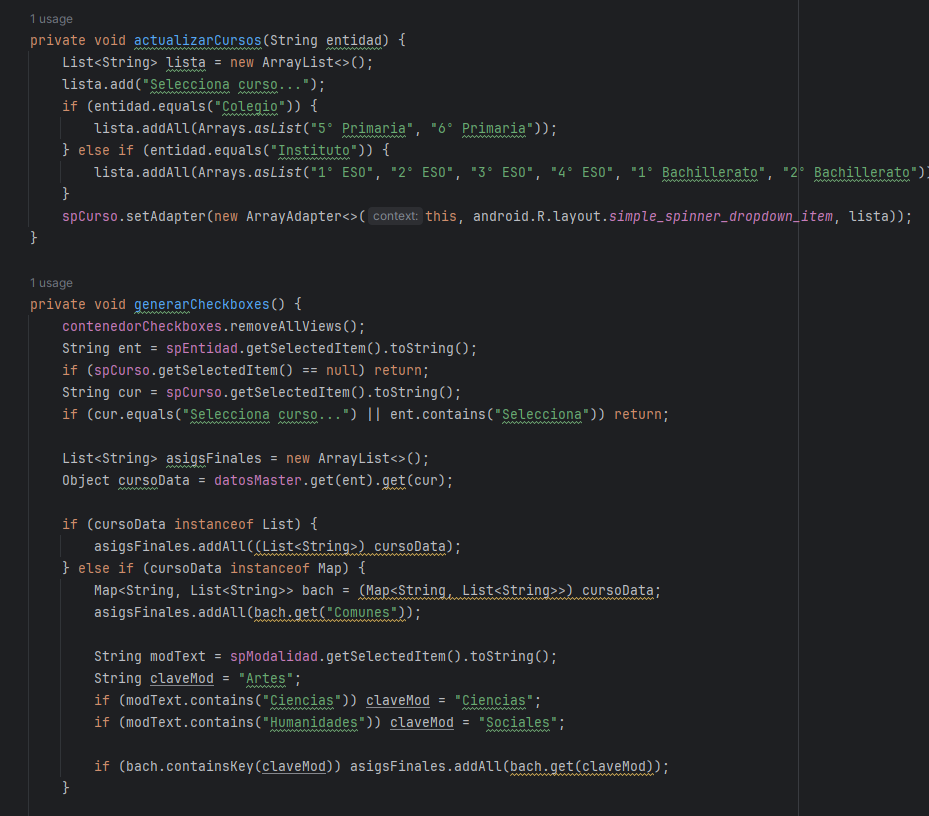 1 usage
private void actualizarCursos(String entidad) {
    List<String> lista = new ArrayList<>();
    lista.add("Selecciona curso...");
    if (entidad.equals("Colegio")) {
        lista.addAll(Arrays.asList("5° Primaria", "6° Primaria"));
    } else if (entidad.equals("Instituto")) {
        lista.addAll(Arrays.asList("1° ESO", "2° ESO", "3° ESO", "4° ESO", "1° Bachillerato", "2° Bachillerato"))
    }
    spCurso.setAdapter(new ArrayAdapter<>( context: this, android.R.layout.simple_spinner_dropdown_item, lista));
}
1 usage
private void generarCheckboxes() {
    contenedorCheckboxes.removeAllViews();
    String ent = spEntidad.getSelectedItem().toString();
    if (spCurso.getSelectedItem() == null) return;
    String cur = spCurso.getSelectedItem().toString();
    if (cur.equals("Selecciona curso...") || ent.contains("Selecciona")) return;
    List<String> asigsFinales = new ArrayList<>();
    Object cursoData = datosMaster.get(ent).get(cur);
    if (cursoData instanceof List) {
        asigsFinales.addAll((List<String>) cursoData);
    } else if (cursoData instanceof Map) {
        Map<String, List<String>> bach = (Map<String, List<String>>) cursoData;
        asigsFinales.addAll(bach.get("Comunes"));
        String modText = spModalidad.getSelectedItem().toString();
        String claveMod = "Artes";
        if (modText.contains("Ciencias")) claveMod = "Ciencias";
        if (modText.contains("Humanidades")) claveMod = "Sociales";
        if (bach.containsKey(claveMod)) asigsFinales.addAll(bach.get(claveMod));
    }